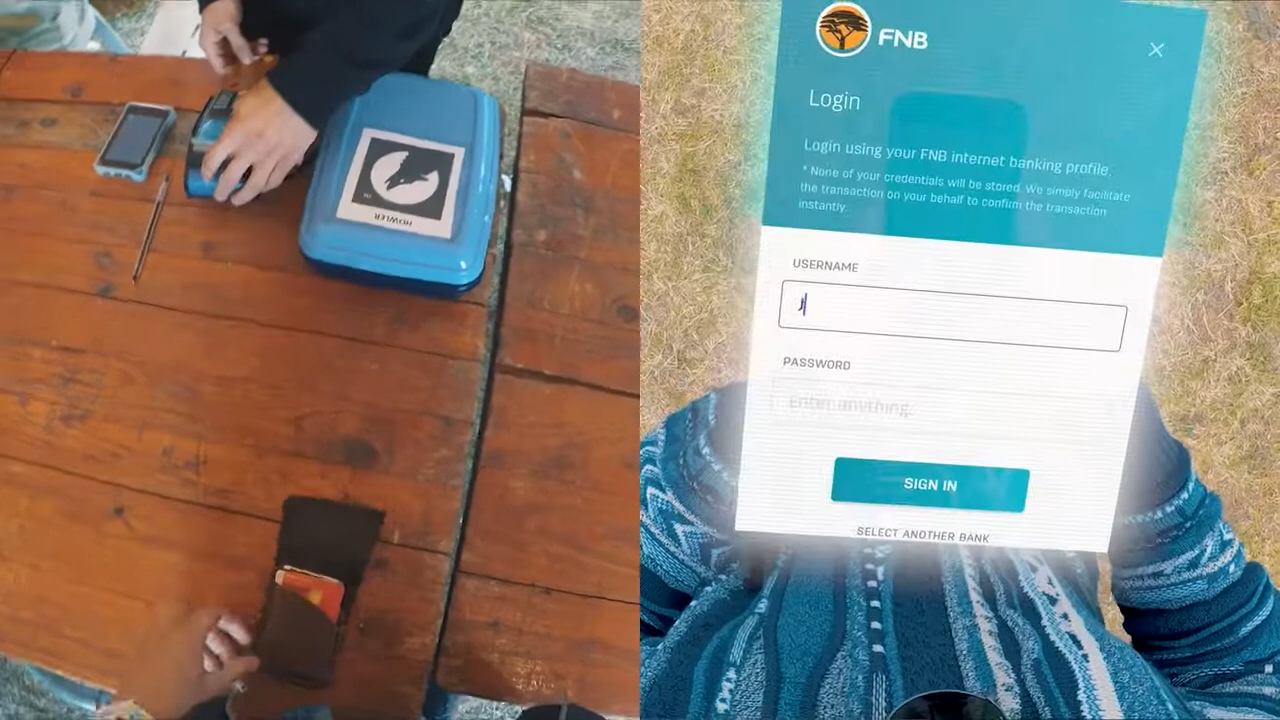 HOWLER
FNB
Login
Login using your FNB internet banking profile.
* None of your credentials will be stored. We simply facilitate
the transaction on your behalf to confirm the transaction
instantly.
USERNAME
PASSWORD
Enter anything.
SIGN IN
SELECT ANOTHER BANK